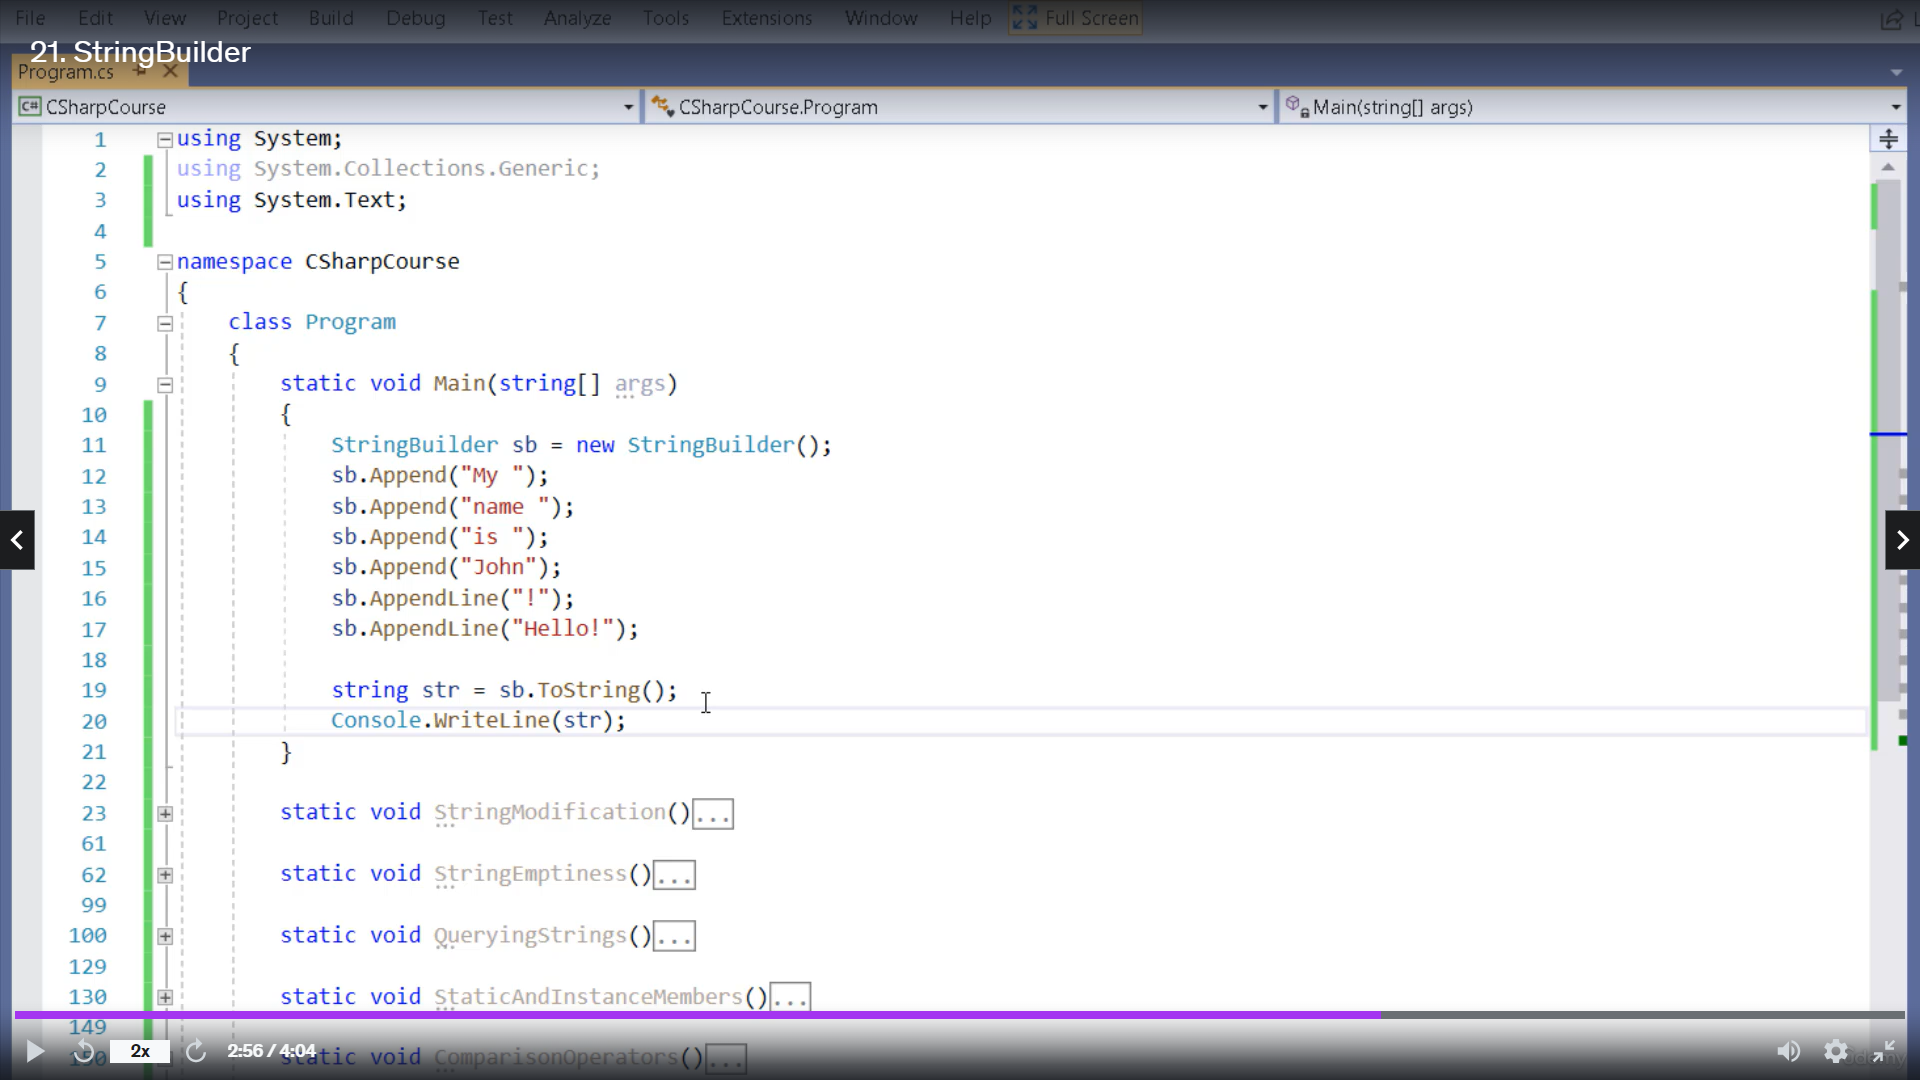 File Edit View Project Build Debug Test Analyze Tools Extensions Window Help Full Screen
21. StringBuilder
Program.cs
C# CSharpCourse CSharpCourse.Program Main(string[] args)
1 using System;
2 using System.Collections.Generic;
3 using System.Text;
4
5 namespace CSharpCourse
6 {
7 class Program
8 {
9 static void Main(string[] args)
10 {
11 StringBuilder sb = new StringBuilder();
12 sb.Append("My ");
13 sb.Append("name ");
14 sb.Append("is ");
15 sb.Append("John");
16 sb.AppendLine("!");
17 sb.AppendLine("Hello!");
18
19 string str = sb.ToString();
20 Console.WriteLine(str);
21 }
22
23 static void StringModification()...
61
62 static void StringEmptiness()...
99
100 static void QueryingStrings()...
129
130 static void StaticAndInstanceMembers()...
149
150 static void ComparisonOperators()...
2x 2:56 / 4:04